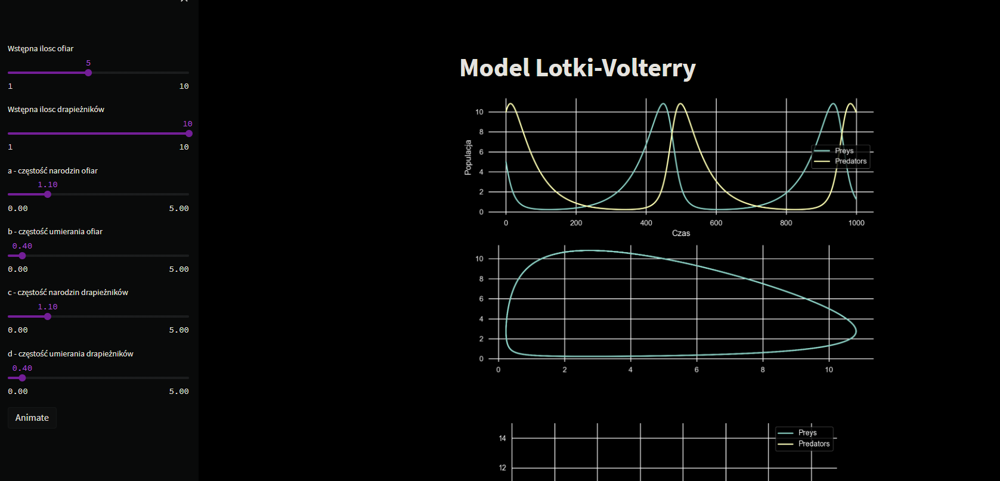 Wstępna ilosc ofiar
5
1 10
Wstępna ilosc drapieżników
10
1 10
a - częstość narodzin ofiar
1.10
0.00 5.00
b - częstość umierania ofiar
0.40
0.00 5.00
c - częstość narodzin drapieżników
1.10
0.00 5.00
d - częstość umierania drapieżników
0.40
0.00 5.00
Animate
Model Lotki-Volterry
Populacja
10
8
6
4
2
0
Preys
Predators
0 200 400 600 800 1000
Czas
10
8
6
4
2
0
0 2 4 6 8 10
14
12
Preys
Predators